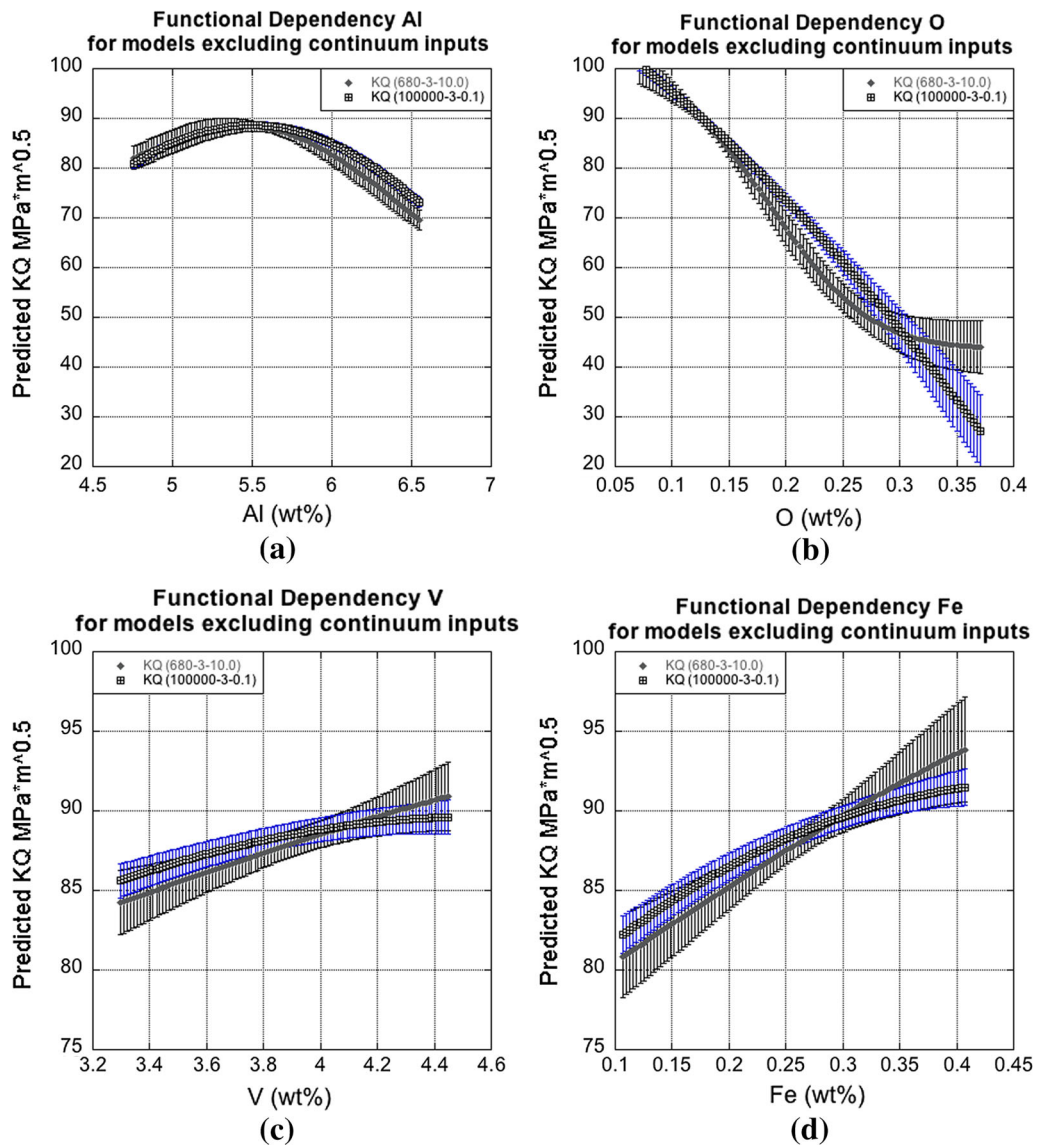 Functional Dependency Al
for models excluding continuum inputs
KQ (680-3-10.0)
KQ (100000-3-0.1)
Predicted KQ MPa*m^0.5
100
90
80
70
60
50
40
30
20
4.5 5 5.5 6 6.5 7
Al (wt%)
(a)
Functional Dependency O
for models excluding continuum inputs
KQ (680-3-10.0)
KQ (100000-3-0.1)
Predicted KQ MPa*m^0.5
100
90
80
70
60
50
40
30
20
0.05 0.1 0.15 0.2 0.25 0.3 0.35 0.4
O (wt%)
(b)
Functional Dependency V
for models excluding continuum inputs
KQ (680-3-10.0)
KQ (100000-3-0.1)
Predicted KQ MPa*m^0.5
100
95
90
85
80
75
3.2 3.4 3.6 3.8 4 4.2 4.4 4.6
V (wt%)
(c)
Functional Dependency Fe
for models excluding continuum inputs
KQ (680-3-10.0)
KQ (100000-3-0.1)
Predicted KQ MPa*m^0.5
100
95
90
85
80
75
0.1 0.15 0.2 0.25 0.3 0.35 0.4 0.45
Fe (wt%)
(d)